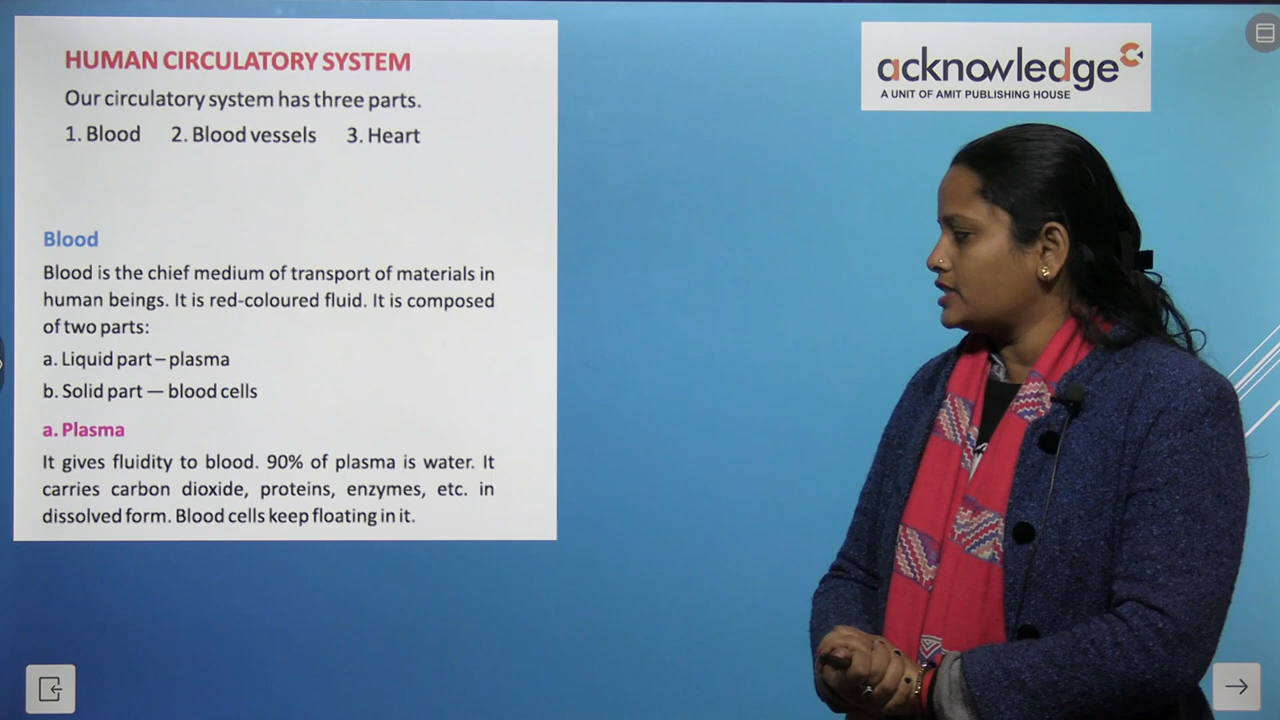 HUMAN CIRCULATORY SYSTEM
Our circulatory system has three parts.
1. Blood 2. Blood vessels 3. Heart
Blood
Blood is the chief medium of transport of materials in
human beings. It is red-coloured fluid. It is composed
of two parts:
a. Liquid part – plasma
b. Solid part — blood cells
a. Plasma
It gives fluidity to blood. 90% of plasma is water. It
carries carbon dioxide, proteins, enzymes, etc. in
dissolved form. Blood cells keep floating in it.
acknowledge
A UNIT OF AMIT PUBLISHING HOUSE